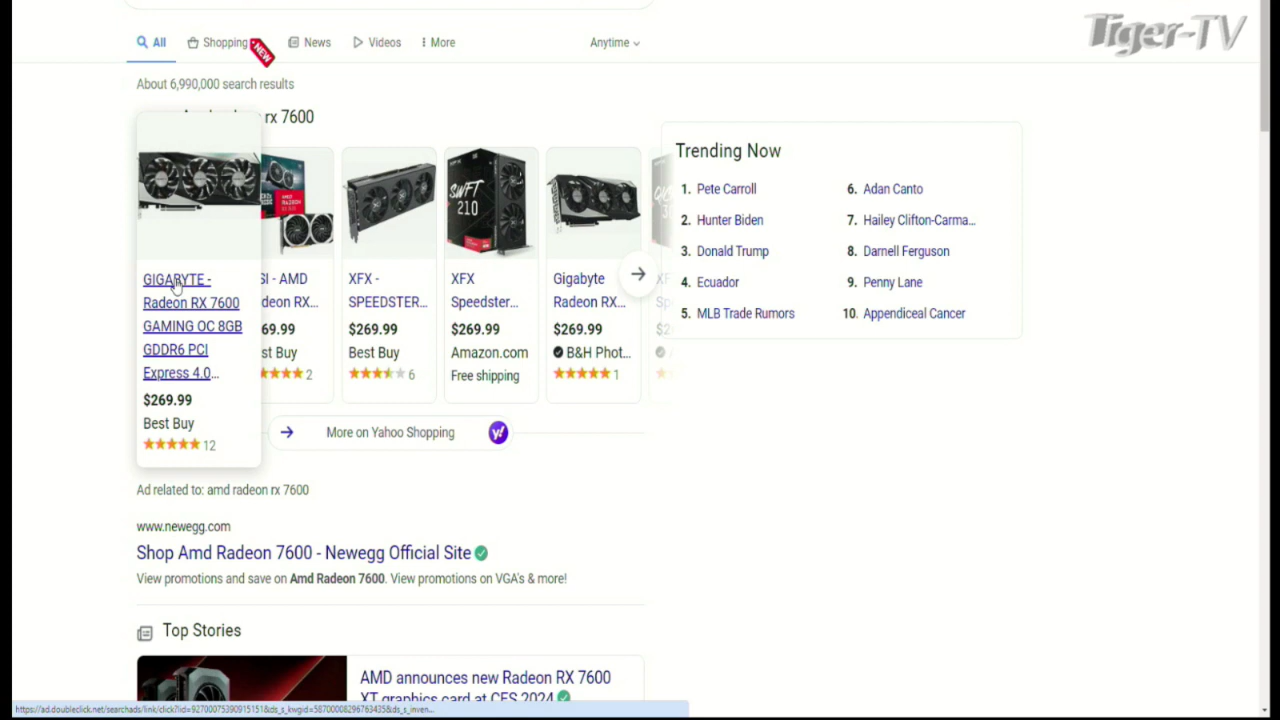 Tiger-TV
All
Shopping
NEW
News
Videos
More
Anytime
About 6,990,000 search results
rx 7600
GIGABYTE -
Radeon RX 7600
GAMING OC 8GB
GDDR6 PCI
Express 4.0...
$269.99
Best Buy
12
SI - AMD
deon RX...
69.99
st Buy
2
XFX -
SPEEDSTER...
$269.99
Best Buy
6
SWFT
210
XFX
Speedster...
$269.99
Amazon.com
Free shipping
Gigabyte
Radeon RX...
$269.99
B&H Phot...
1
More on Yahoo Shopping
y!
Trending Now
1. Pete Carroll
2. Hunter Biden
3. Donald Trump
4. Ecuador
5. MLB Trade Rumors
6. Adan Canto
7. Hailey Clifton-Carma...
8. Darnell Ferguson
9. Penny Lane
10. Appendiceal Cancer
Ad related to: amd radeon rx 7600
www.newegg.com
Shop Amd Radeon 7600 - Newegg Official Site
View promotions and save on Amd Radeon 7600. View promotions on VGA's & more!
Top Stories
AMD announces new Radeon RX 7600
XT graphics card at CES 2024